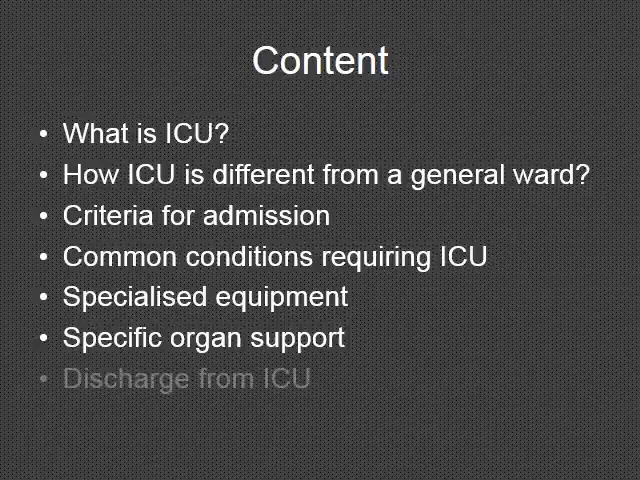 Content
• What is ICU?
• How ICU is different from a general ward?
• Criteria for admission
• Common conditions requiring ICU
• Specialised equipment
• Specific organ support
• Discharge from ICU